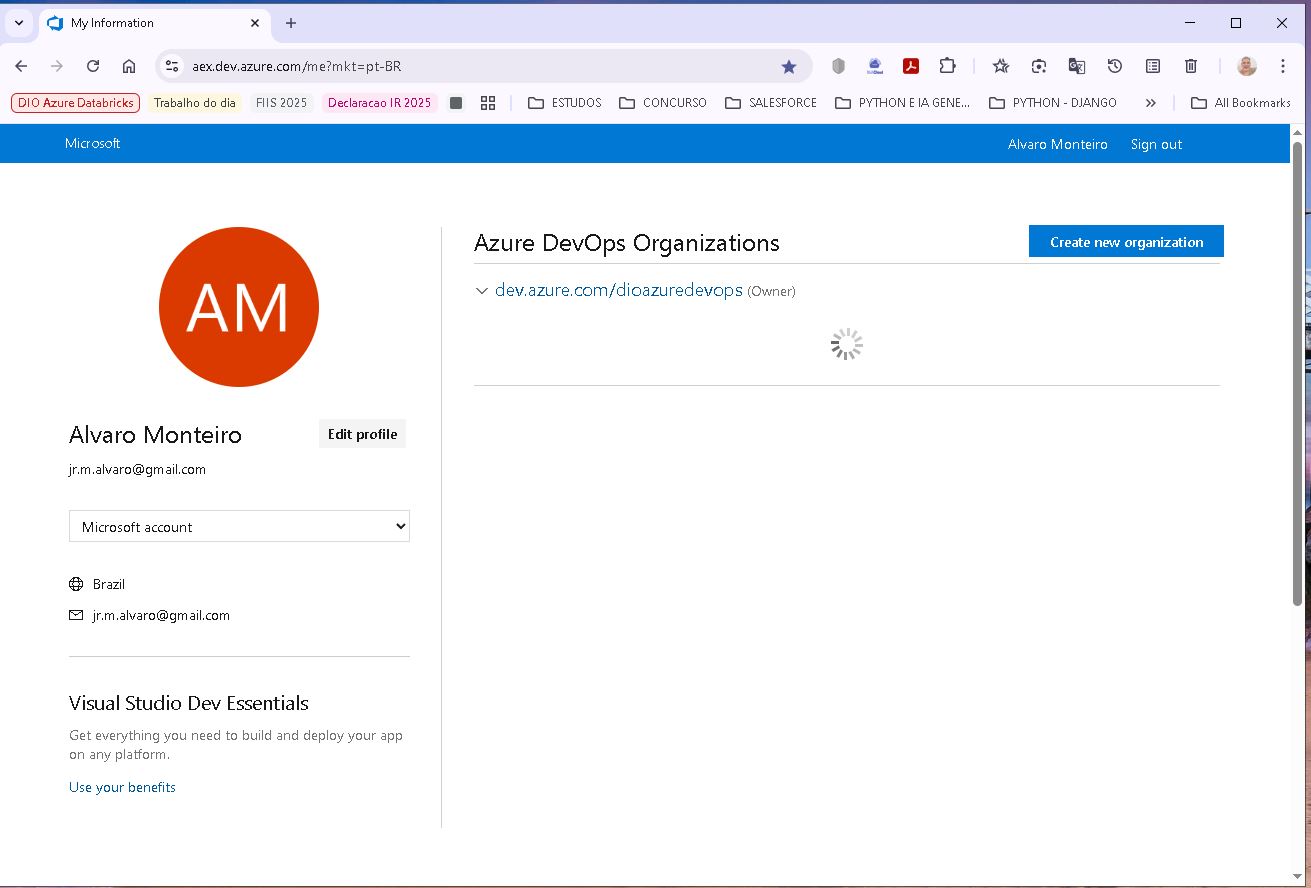 My Information
aex.dev.azure.com/me?mkt=pt-BR
DIO Azure Databricks Trabalho do dia FIIS 2025 Declaracao IR 2025 ESTUDOS CONCURSO SALESFORCE PYTHON E IA GENE... PYTHON - DJANGO » All Bookmarks
Microsoft Alvaro Monteiro Sign out
AM
Alvaro Monteiro Edit profile
jr.m.alvaro@gmail.com
Microsoft account
Brazil
jr.m.alvaro@gmail.com
Visual Studio Dev Essentials
Get everything you need to build and deploy your app
on any platform.
Use your benefits
Azure DevOps Organizations Create new organization
dev.azure.com/dioazuredevops (Owner)